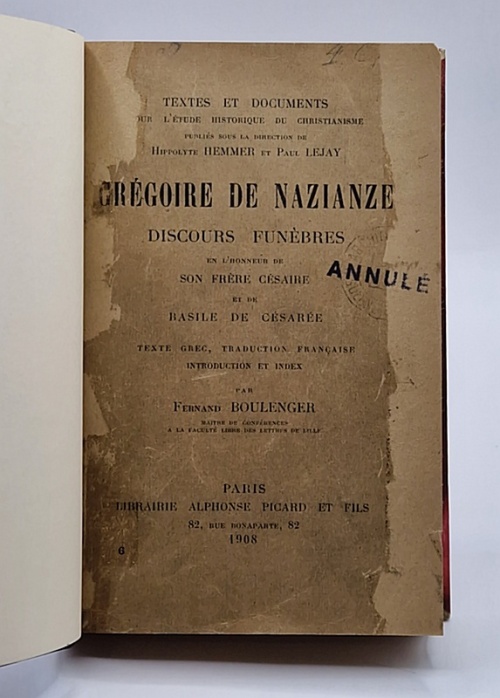 TEXTES ET DOCUMENTS
UR L'ÉTUDE HISTORIQUE DU CHRISTIANISME
PUBLIÉS SOUS LA DIRECTION DE
HIPPOLYTE HEMMER ET PAUL LEJAY
GRÉGOIRE DE NAZIANZE
DISCOURS FUNÈBRES
EN L'HONNEUR DE
SON FRÈRE CÉSAIRE
ET DE
BASILE DE CÉSARÉE
ANNULÉ
TEXTE GREC, TRADUCTION FRANÇAISE
INTRODUCTION ET INDEX
PAR
FERNAND BOULENGER
MAÎTRE DE CONFÉRENCES
A LA FACULTÉ LIBRE DES LETTRES DE LILLE
PARIS
LIBRAIRIE ALPHONSE PICARD ET FILS
82, RUE BONAPARTE, 82
1908
6